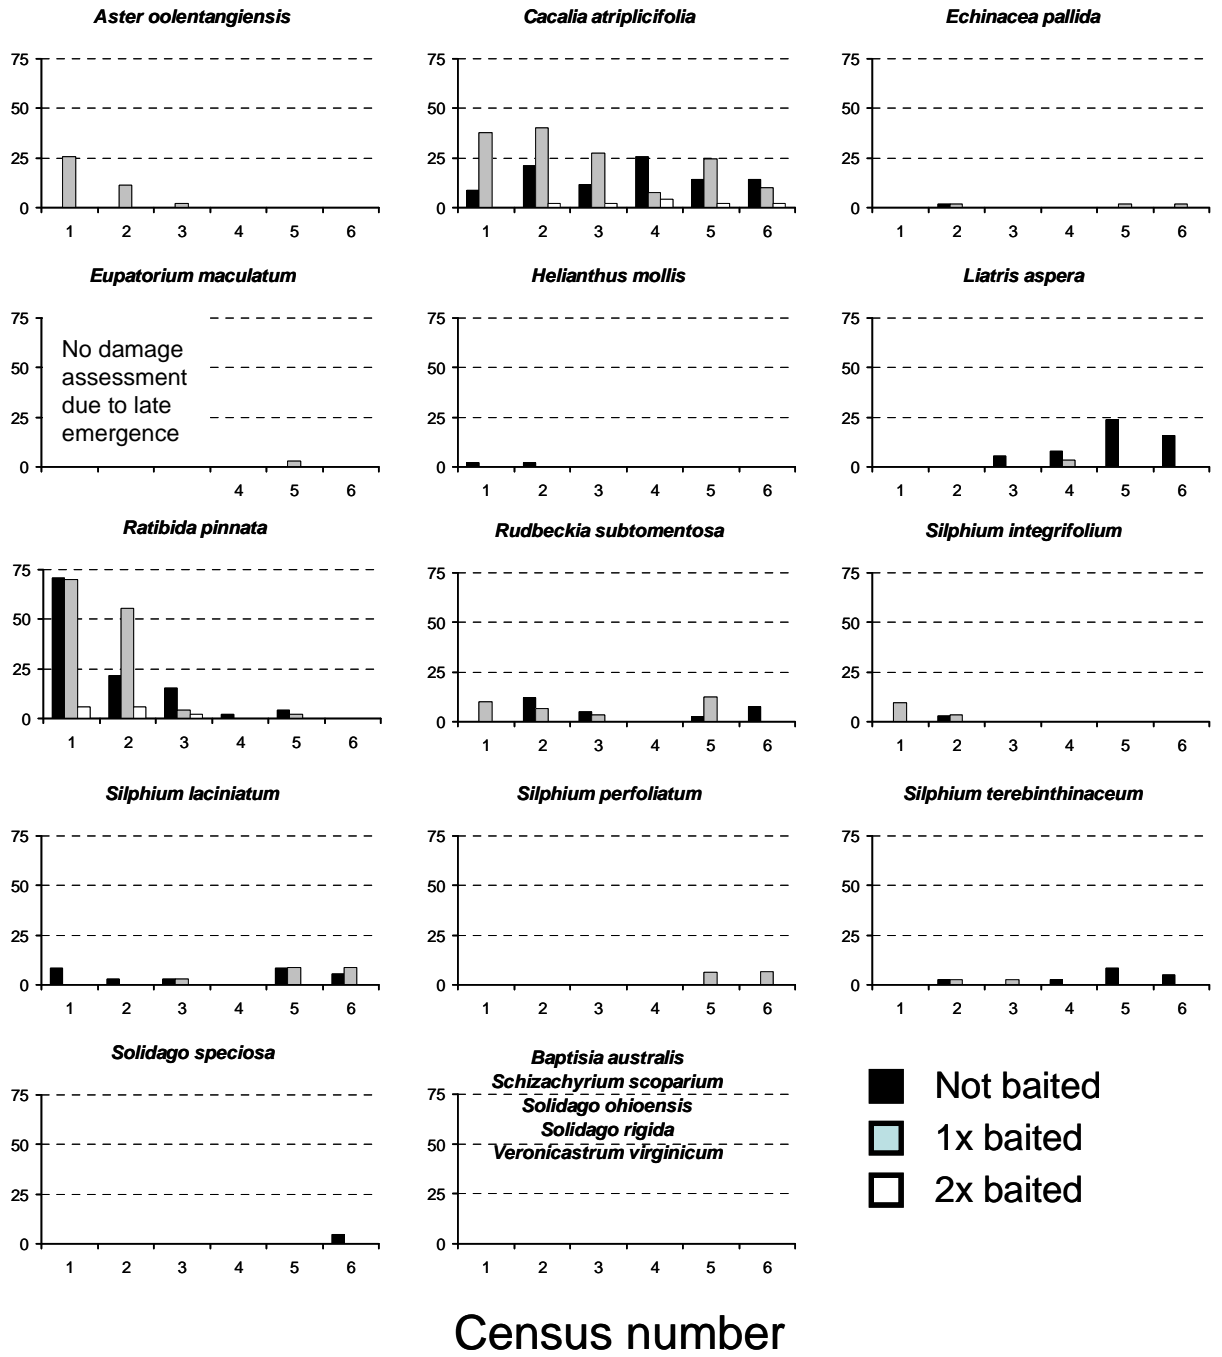 Aster oolentangiensis
Cacalia atriplicifolia
Echinacea pallida
75
50
25
0
1 2 3 4 5 6
75
50
25
0
1 2 3 4 5 6
75
50
25
0
1 2 3 4 5 6
Eupatorium maculatum
Helianthus mollis
Liatris aspera
75
50
25
0
No damage
assessment
due to late
emergence
4 5 6
75
50
25
0
1 2 3 4 5 6
75
50
25
0
1 2 3 4 5 6
Ratibida pinnata
Rudbeckia subtomentosa
Silphium integrifolium
75
50
25
0
1 2 3 4 5 6
75
50
25
0
1 2 3 4 5 6
75
50
25
0
1 2 3 4 5 6
Silphium laciniatum
Silphium perfoliatum
Silphium terebinthinaceum
75
50
25
0
1 2 3 4 5 6
75
50
25
0
1 2 3 4 5 6
75
50
25
0
1 2 3 4 5 6
Solidago speciosa
75
50
25
0
1 2 3 4 5 6
Baptisia australis
Schizachyrium scoparium
Solidago ohioensis
Solidago rigida
Veronicastrum virginicum
75
50
25
0
1 2 3 4 5 6
Not baited
1x baited
2x baited
Census number